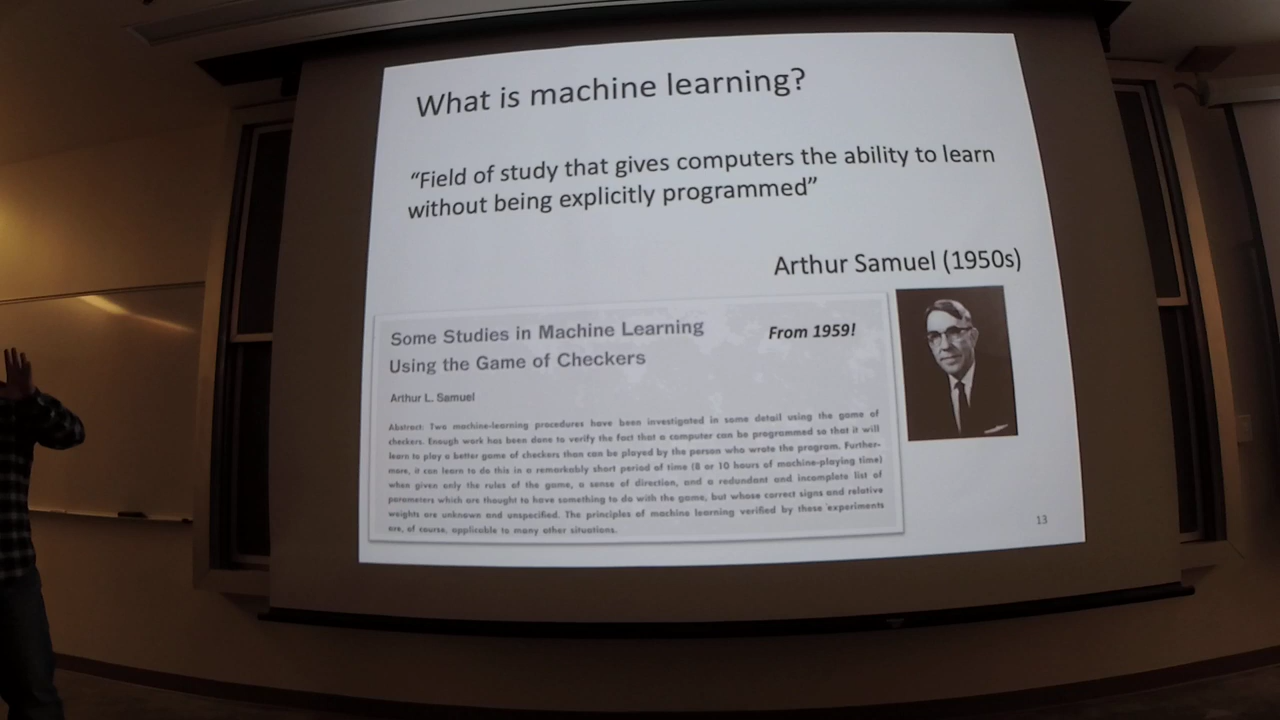 What is machine learning?
“Field of study that gives computers the ability to learn
without being explicitly programmed”
Arthur Samuel (1950s)
Some Studies in Machine Learning
Using the Game of Checkers
From 1959!
Arthur L. Samuel
Abstract: Two machine-learning procedures have been investigated in some detail using the game of
checkers. Enough work has been done to verify the fact that a computer can be programmed so that it will
learn to play a better game of checkers than can be played by the person who wrote the program. Further-
more, it can learn to do this in a remarkably short period of time (8 or 10 hours of machine-playing time)
when given only the rules of the game, a sense of direction, and a redundant and incomplete list of
parameters which are thought to have something to do with the game, but whose correct signs and relative
weights are unknown and unspecified. The principles of machine learning verified by these experiments
are, of course, applicable to many other situations.
13